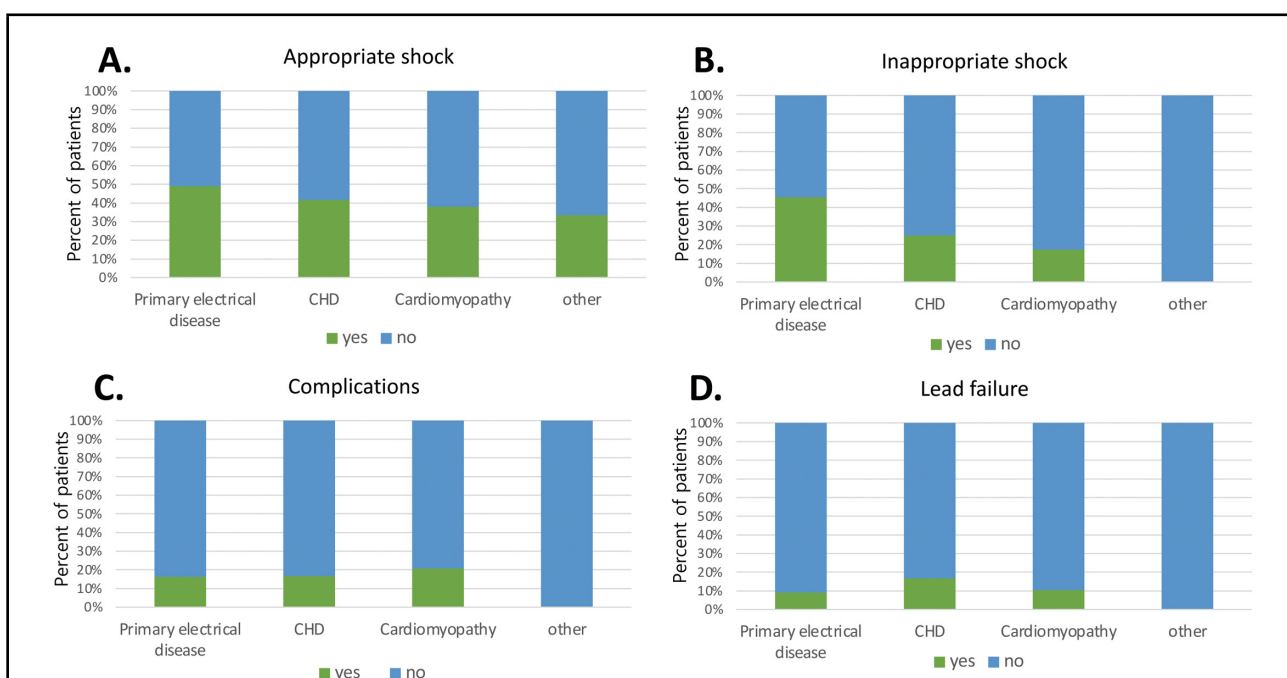 A.
Appropriate shock
Percent of patients
100%
90%
80%
70%
60%
50%
40%
30%
20%
10%
0%
Primary electrical
disease
CHD
Cardiomyopathy
other
yes no
B.
Inappropriate shock
Percent of patients
100%
90%
80%
70%
60%
50%
40%
30%
20%
10%
0%
Primary electrical
disease
CHD
Cardiomyopathy
other
yes no
C.
Complications
Percent of patients
100%
90%
80%
70%
60%
50%
40%
30%
20%
10%
0%
Primary electrical
disease
CHD
Cardiomyopathy
other
yes no
D.
Lead failure
Percent of patients
100%
90%
80%
70%
60%
50%
40%
30%
20%
10%
0%
Primary electrical
disease
CHD
Cardiomyopathy
other
yes no